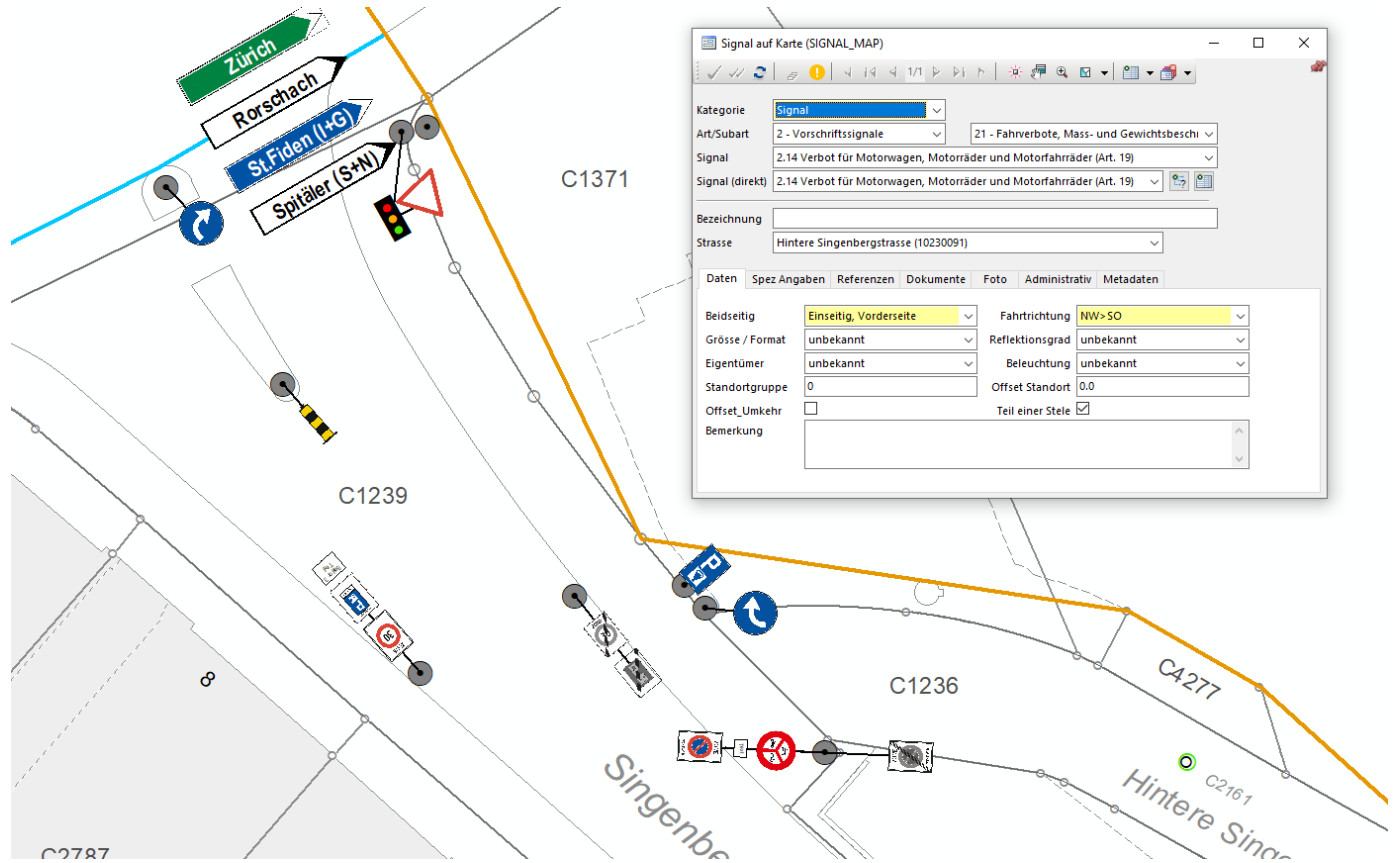 Zürich
Rorschach
St.Fiden (I+G)
Spitäler (S+N)
C1371
C1239
C1236
C4277
C2161
8
C2787
Singenbe
Hintere Singe
P
30
Signal auf Karte (SIGNAL_MAP)
1/1
Kategorie Signal
Art/Subart 2 - Vorschriftssignale 21 - Fahrverbote, Mass- und Gewichtsbeschr
Signal 2.14 Verbot für Motorwagen, Motorräder und Motorfahrräder (Art. 19)
Signal (direkt) 2.14 Verbot für Motorwagen, Motorräder und Motorfahrräder (Art. 19)
Bezeichnung
Strasse Hintere Singenbergstrasse (10230091)
Daten Spez Angaben Referenzen Dokumente Foto Administrativ Metadaten
Beidseitig Einseitig, Vorderseite Fahrtrichtung NW>SO
Grösse / Format unbekannt Reflektionsgrad unbekannt
Eigentümer unbekannt Beleuchtung unbekannt
Standortgruppe 0 Offset Standort 0.0
Offset_Umkehr Teil einer Stele
Bemerkung